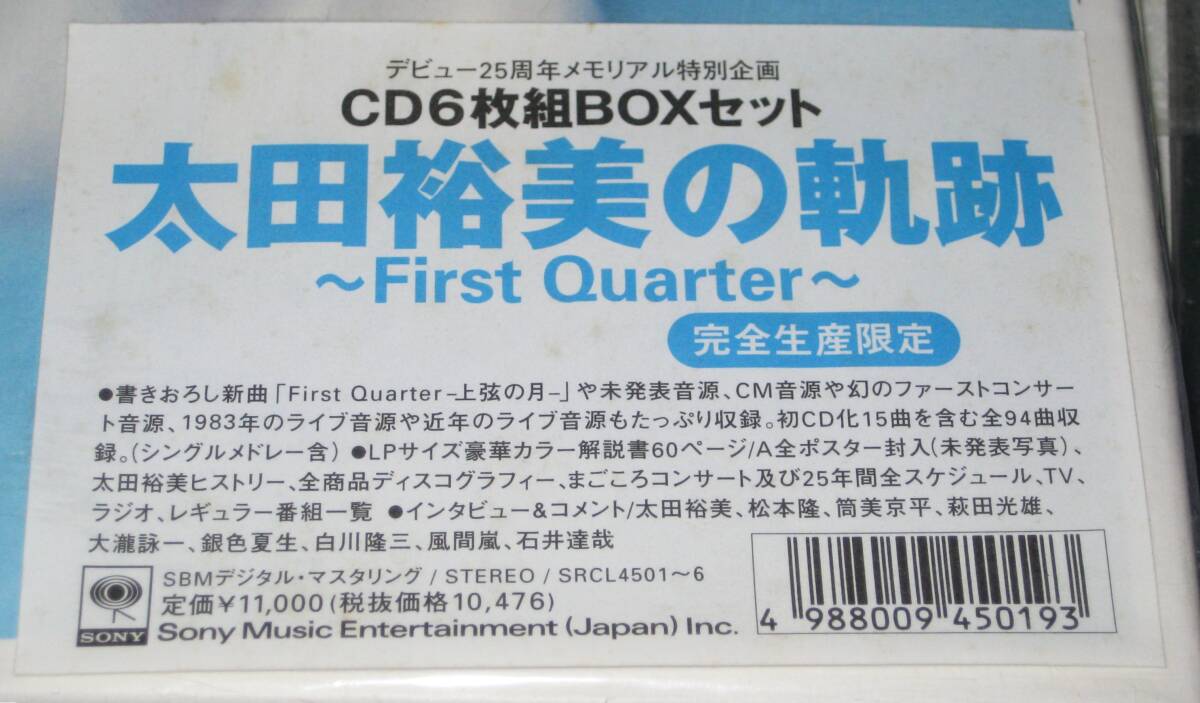 デビュー25周年メモリアル特別企画
CD6枚組BOXセット
太田裕美の軌跡
～First Quarter～
完全生産限定
●書きおろし新曲「First Quarter–上弦の月–」や未発表音源、CM音源や幻のファーストコンサー
ト音源、1983年のライブ音源や近年のライブ音源もたっぷり収録。初CD化15曲を含む全94曲収
録。(シングルメドレー含) ●LPサイズ豪華カラー解説書60ページ/A全ポスター封入(未発表写真)、
太田裕美ヒストリー、全商品ディスコグラフィー、まごころコンサート及び25年間全スケジュール、TV、
ラジオ、レギュラー番組一覧 ●インタビュー&コメント/太田裕美、松本隆、筒美京平、萩田光雄、
大瀧詠一、銀色夏生、白川隆三、風間嵐、石井達哉
SBMデジタル・マスタリング / STEREO / SRCL4501～6
定価¥11,000(税抜価格10,476)
SONY Sony Music Entertainment (Japan) Inc.
4 988009 450193